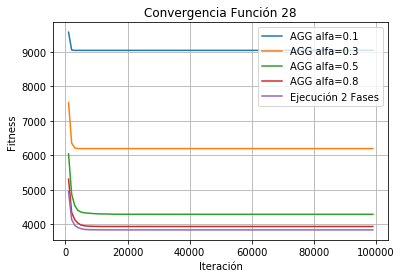 Convergencia Función 28
AGG alfa=0.1
AGG alfa=0.3
AGG alfa=0.5
AGG alfa=0.8
Ejecución 2 Fases
Fitness
9000
8000
7000
6000
5000
4000
0 20000 40000 60000 80000 100000
Iteración